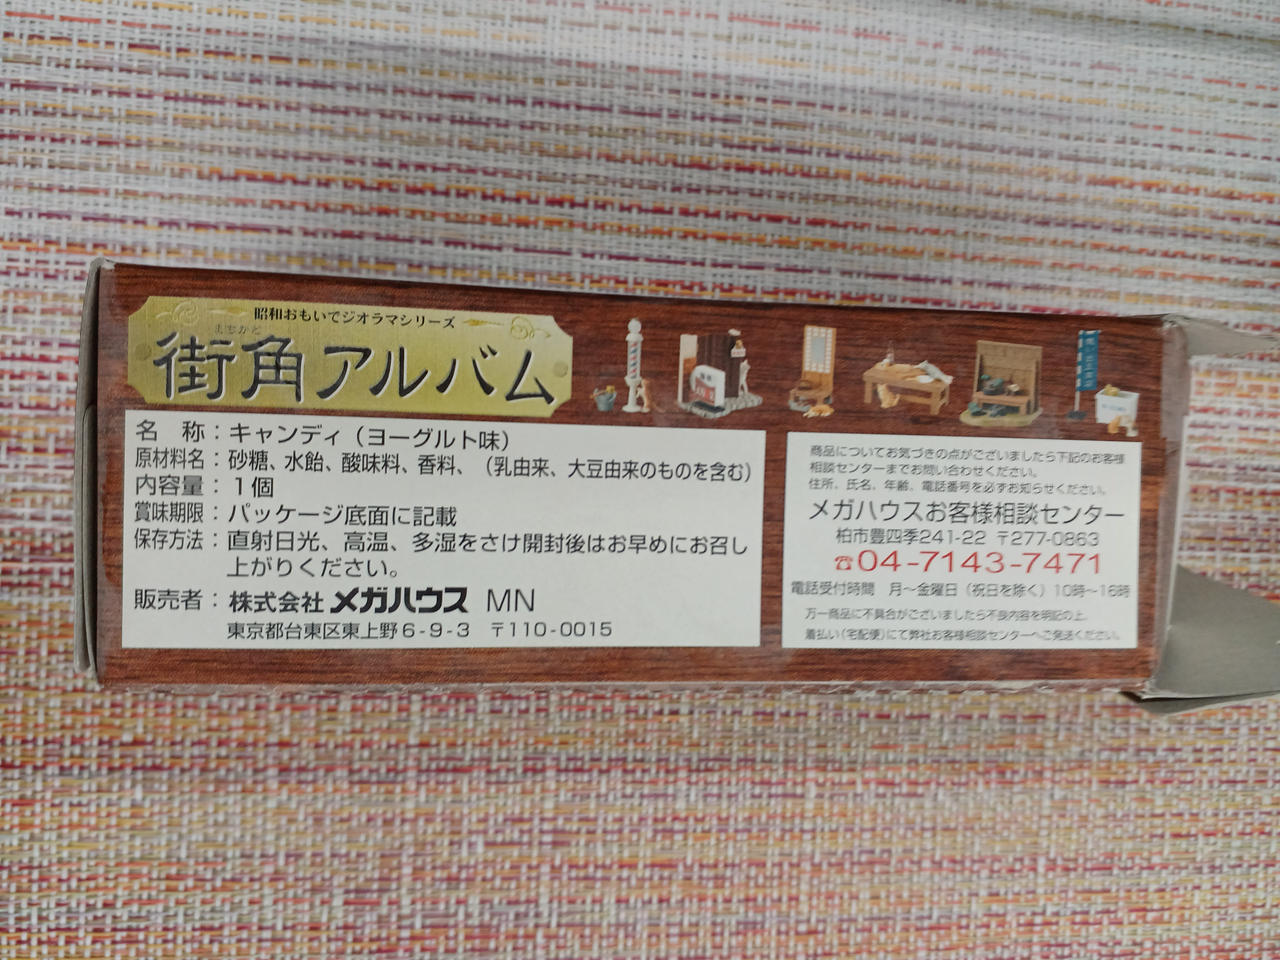 昭和おもいでジオラマシリーズ
まちかど
街角アルバム
名　称：キャンディ（ヨーグルト味）
原材料名：砂糖、水飴、酸味料、香料、（乳由来、大豆由来のものを含む）
内容量：1個
賞味期限：パッケージ底面に記載
保存方法：直射日光、高温、多湿をさけ開封後はお早めにお召し
上がりください。
販売者：株式会社メガハウス MN
東京都台東区東上野6-9-3　〒110-0015
商品についてお気づきの点がございましたら下記のお客様
相談センターまでお問い合わせください。
住所、氏名、年齢、電話番号を必ずお知らせください。
メガハウスお客様相談センター
柏市豊四季241-22 〒277-0863
☎04-7143-7471
電話受付時間　月〜金曜日（祝日を除く）10時〜16時
万一商品に不具合がございましたら不良内容を明記の上、
着払い（宅配便）にて弊社お客様相談センターへご発送ください。